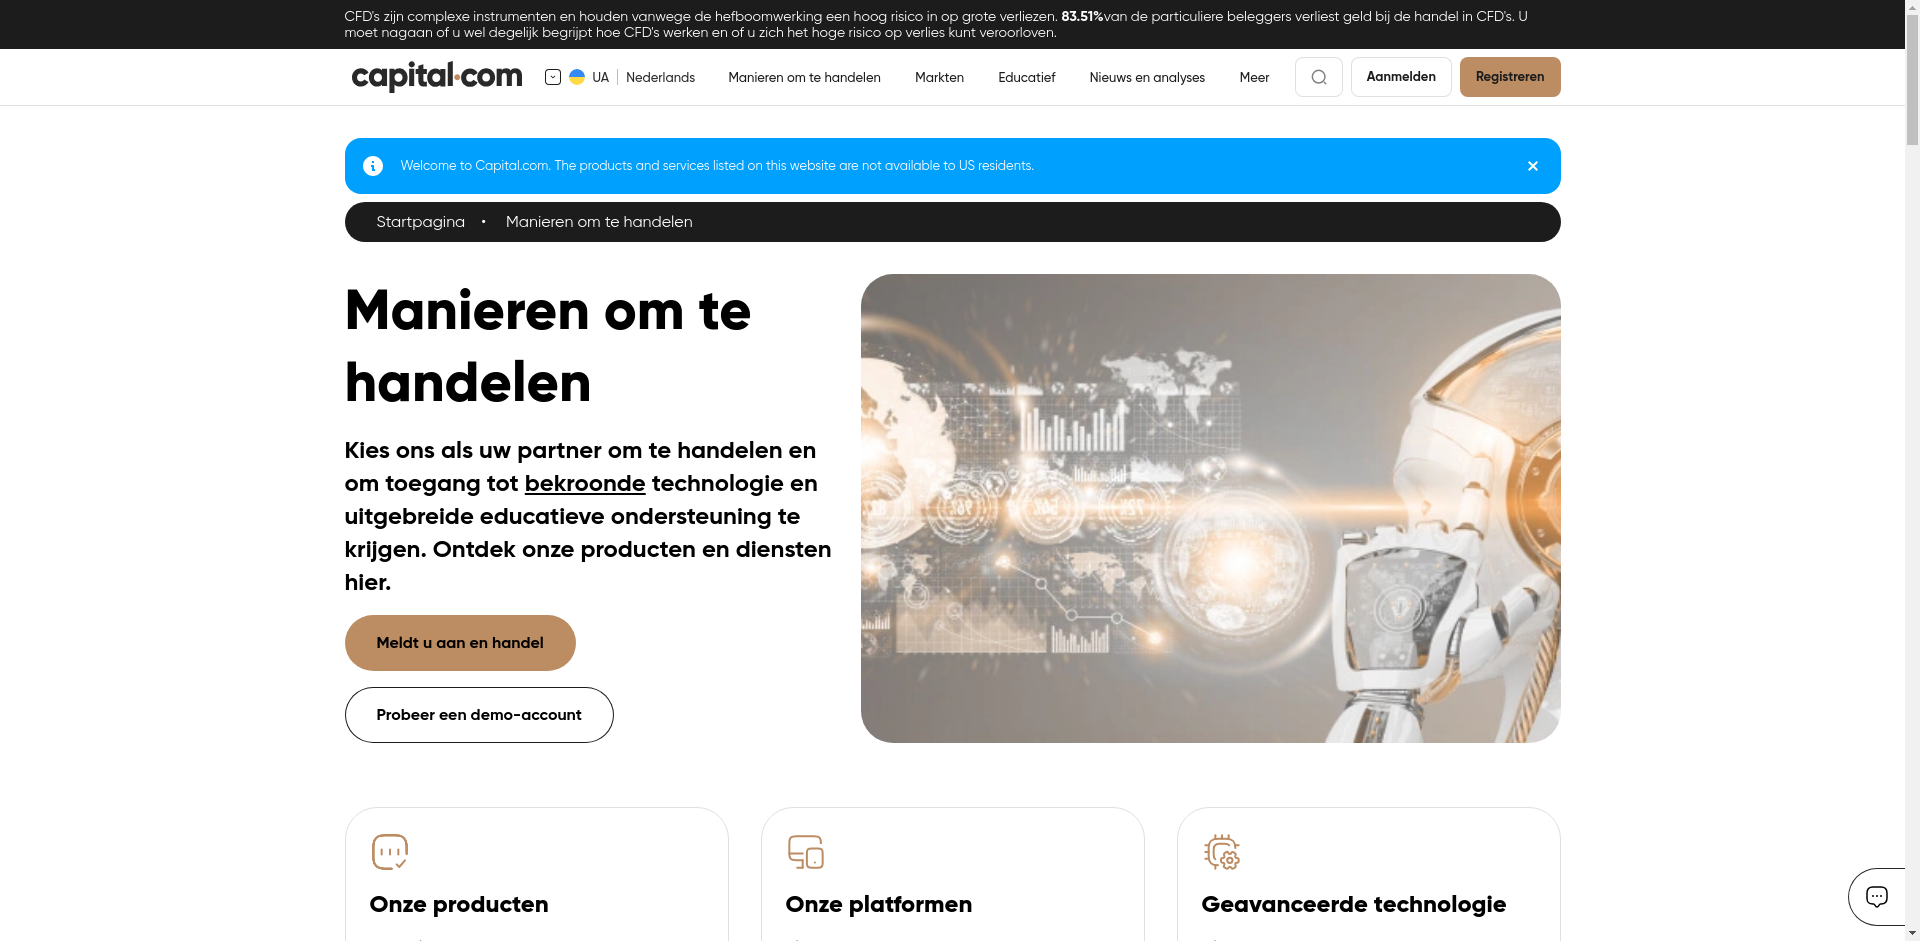 CFD's zijn complexe instrumenten en houden vanwege de hefboomwerking een hoog risico in op grote verliezen. 83.51%van de particuliere beleggers verliest geld bij de handel in CFD's. U
moet nagaan of u wel degelijk begrijpt hoe CFD's werken en of u zich het hoge risico op verlies kunt veroorloven.
capital.com UA Nederlands Manieren om te handelen Markten Educatief Nieuws en analyses Meer Aanmelden Registreren
Welcome to Capital.com. The products and services listed on this website are not available to US residents.
Startpagina • Manieren om te handelen
Manieren om te
handelen
Kies ons als uw partner om te handelen en
om toegang tot bekroonde technologie en
uitgebreide educatieve ondersteuning te
krijgen. Ontdek onze producten en diensten
hier.
Meldt u aan en handel
Probeer een demo-account
Onze producten
Onze platformen
Geavanceerde technologie